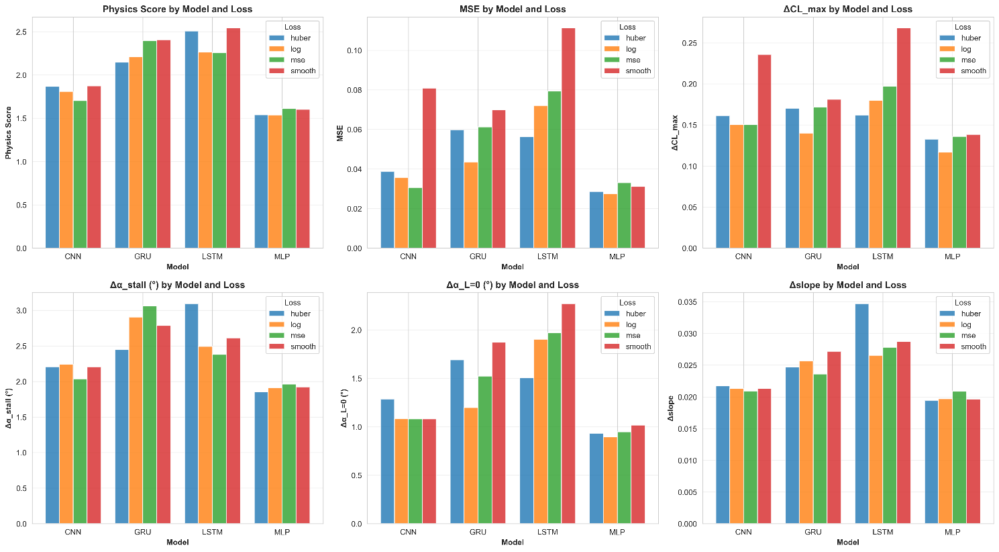 Physics Score by Model and Loss
Physics Score
2.5
2.0
1.5
1.0
0.5
0.0
CNN
GRU
LSTM
MLP
Model
Loss
huber
log
mse
smooth
MSE by Model and Loss
MSE
0.10
0.08
0.06
0.04
0.02
0.00
CNN
GRU
LSTM
MLP
Model
Loss
huber
log
mse
smooth
ΔCL_max by Model and Loss
ΔCL_max
0.25
0.20
0.15
0.10
0.05
0.00
CNN
GRU
LSTM
MLP
Model
Loss
huber
log
mse
smooth
Δα_stall (°) by Model and Loss
Δα_stall (°)
3.0
2.5
2.0
1.5
1.0
0.5
0.0
CNN
GRU
LSTM
MLP
Model
Loss
huber
log
mse
smooth
Δα_L=0 (°) by Model and Loss
Δα_L=0 (°)
2.0
1.5
1.0
0.5
0.0
CNN
GRU
LSTM
MLP
Model
Loss
huber
log
mse
smooth
Δslope by Model and Loss
Δslope
0.035
0.030
0.025
0.020
0.015
0.010
0.005
0.000
CNN
GRU
LSTM
MLP
Model
Loss
huber
log
mse
smooth